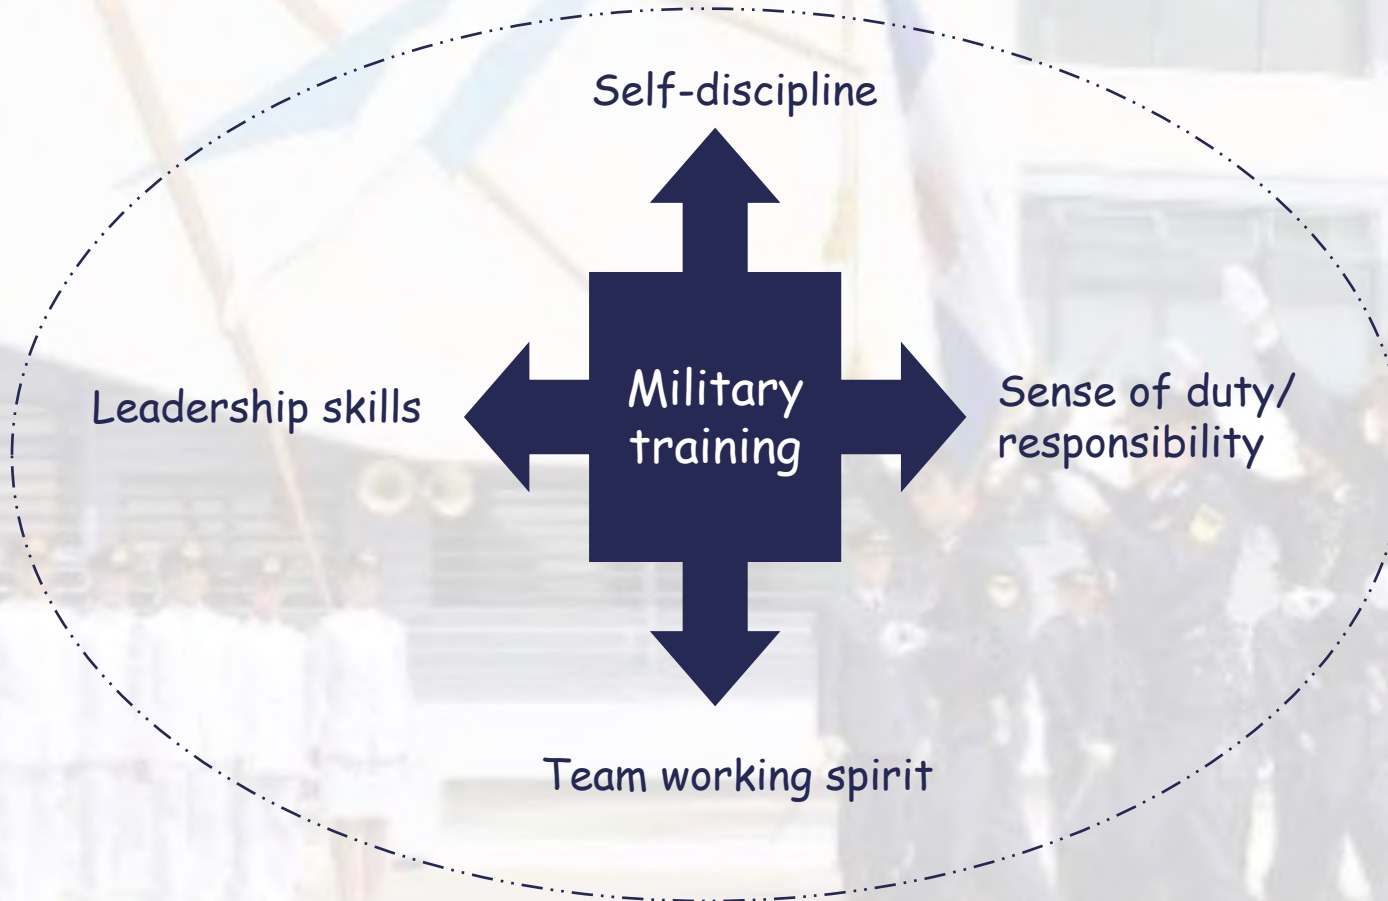 Self-discipline
Leadership skills
Military
training
Sense of duty/
responsibility
Team working spirit